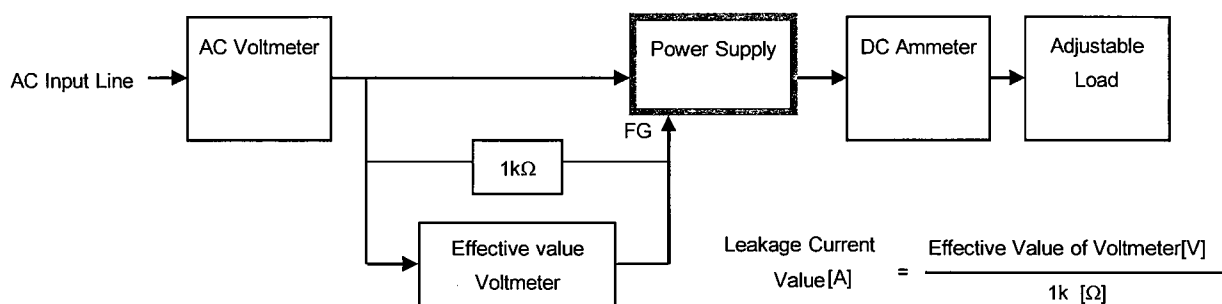 AC Voltmeter
Power Supply
DC Ammeter
Adjustable
Load
AC Input Line
FG
1kΩ
Effective value
Voltmeter
Leakage Current
Value[A]
=
Effective Value of Voltmeter[V]
1k [Ω]